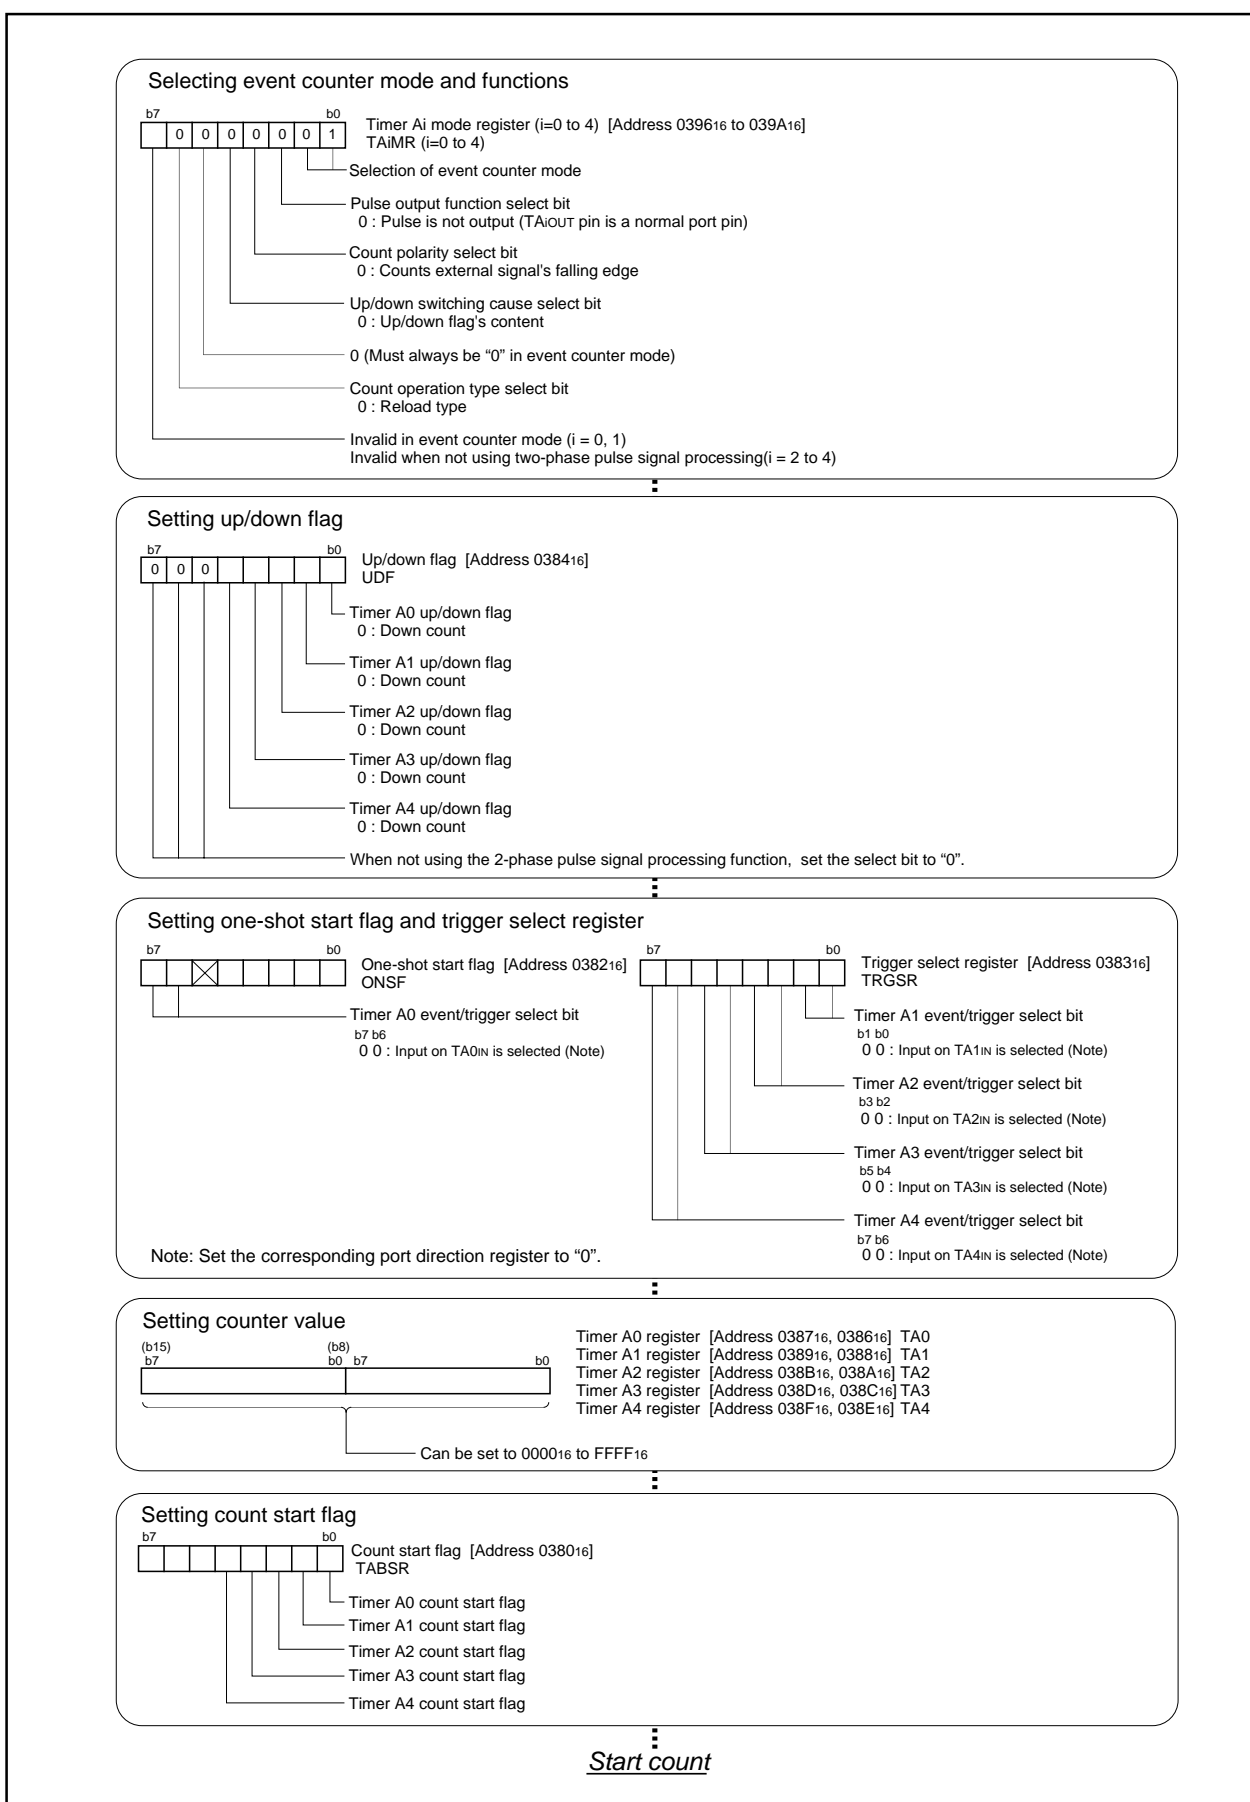 Selecting event counter mode and functions
b7 b0
0 0 0 0 0 0 1
Timer Ai mode register (i=0 to 4) [Address 039616 to 039A16]
TAiMR (i=0 to 4)
Selection of event counter mode
Pulse output function select bit
0 : Pulse is not output (TAiOUT pin is a normal port pin)
Count polarity select bit
0 : Counts external signal's falling edge
Up/down switching cause select bit
0 : Up/down flag's content
0 (Must always be “0” in event counter mode)
Count operation type select bit
0 : Reload type
Invalid in event counter mode (i = 0, 1)
Invalid when not using two-phase pulse signal processing(i = 2 to 4)
Setting up/down flag
b7 b0
0 0 0
Up/down flag [Address 038416]
UDF
Timer A0 up/down flag
0 : Down count
Timer A1 up/down flag
0 : Down count
Timer A2 up/down flag
0 : Down count
Timer A3 up/down flag
0 : Down count
Timer A4 up/down flag
0 : Down count
When not using the 2-phase pulse signal processing function, set the select bit to “0”.
Setting one-shot start flag and trigger select register
b7 b0
One-shot start flag [Address 038216]
ONSF
Timer A0 event/trigger select bit
b7 b6
0 0 : Input on TA0IN is selected (Note)
b7 b0
Trigger select register [Address 038316]
TRGSR
Timer A1 event/trigger select bit
b1 b0
0 0 : Input on TA1IN is selected (Note)
Timer A2 event/trigger select bit
b3 b2
0 0 : Input on TA2IN is selected (Note)
Timer A3 event/trigger select bit
b5 b4
0 0 : Input on TA3IN is selected (Note)
Timer A4 event/trigger select bit
b7 b6
0 0 : Input on TA4IN is selected (Note)
Note: Set the corresponding port direction register to “0”.
Setting counter value
(b15) (b8)
b7 b0 b7 b0
Timer A0 register [Address 038716, 038616] TA0
Timer A1 register [Address 038916, 038816] TA1
Timer A2 register [Address 038B16, 038A16] TA2
Timer A3 register [Address 038D16, 038C16] TA3
Timer A4 register [Address 038F16, 038E16] TA4
Can be set to 000016 to FFFF16
Setting count start flag
b7 b0
Count start flag [Address 038016]
TABSR
Timer A0 count start flag
Timer A1 count start flag
Timer A2 count start flag
Timer A3 count start flag
Timer A4 count start flag
Start count